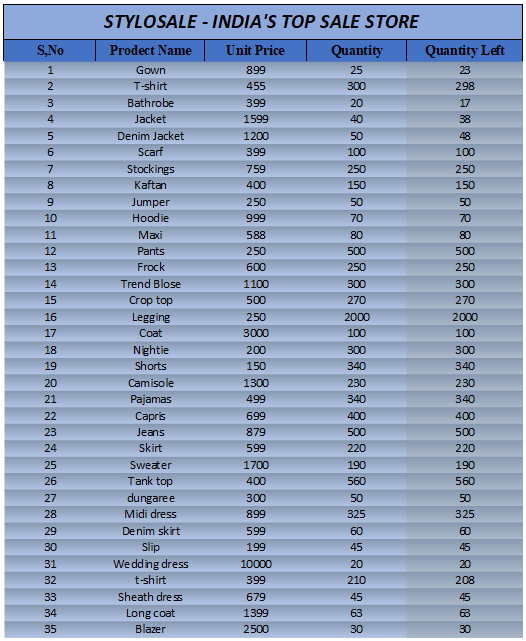 STYLOSALE - INDIA'S TOP SALE STORE
S,No Prodect Name Unit Price Quantity Quantity Left
1 Gown 899 25 23
2 T-shirt 455 300 298
3 Bathrobe 399 20 17
4 Jacket 1599 40 38
5 Denim Jacket 1200 50 48
6 Scarf 399 100 100
7 Stockings 759 250 250
8 Kaftan 400 150 150
9 Jumper 250 50 50
10 Hoodie 999 70 70
11 Maxi 588 80 80
12 Pants 250 500 500
13 Frock 600 250 250
14 Trend Blose 1100 300 300
15 Crop top 500 270 270
16 Legging 250 2000 2000
17 Coat 3000 100 100
18 Nightie 200 300 300
19 Shorts 150 340 340
20 Camisole 1300 230 230
21 Pajamas 499 340 340
22 Capris 699 400 400
23 Jeans 879 500 500
24 Skirt 599 220 220
25 Sweater 1700 190 190
26 Tank top 400 560 560
27 dungaree 300 50 50
28 Midi dress 899 325 325
29 Denim skirt 599 60 60
30 Slip 199 45 45
31 Wedding dress 10000 20 20
32 t-shirt 399 210 208
33 Sheath dress 679 45 45
34 Long coat 1399 63 63
35 Blazer 2500 30 30